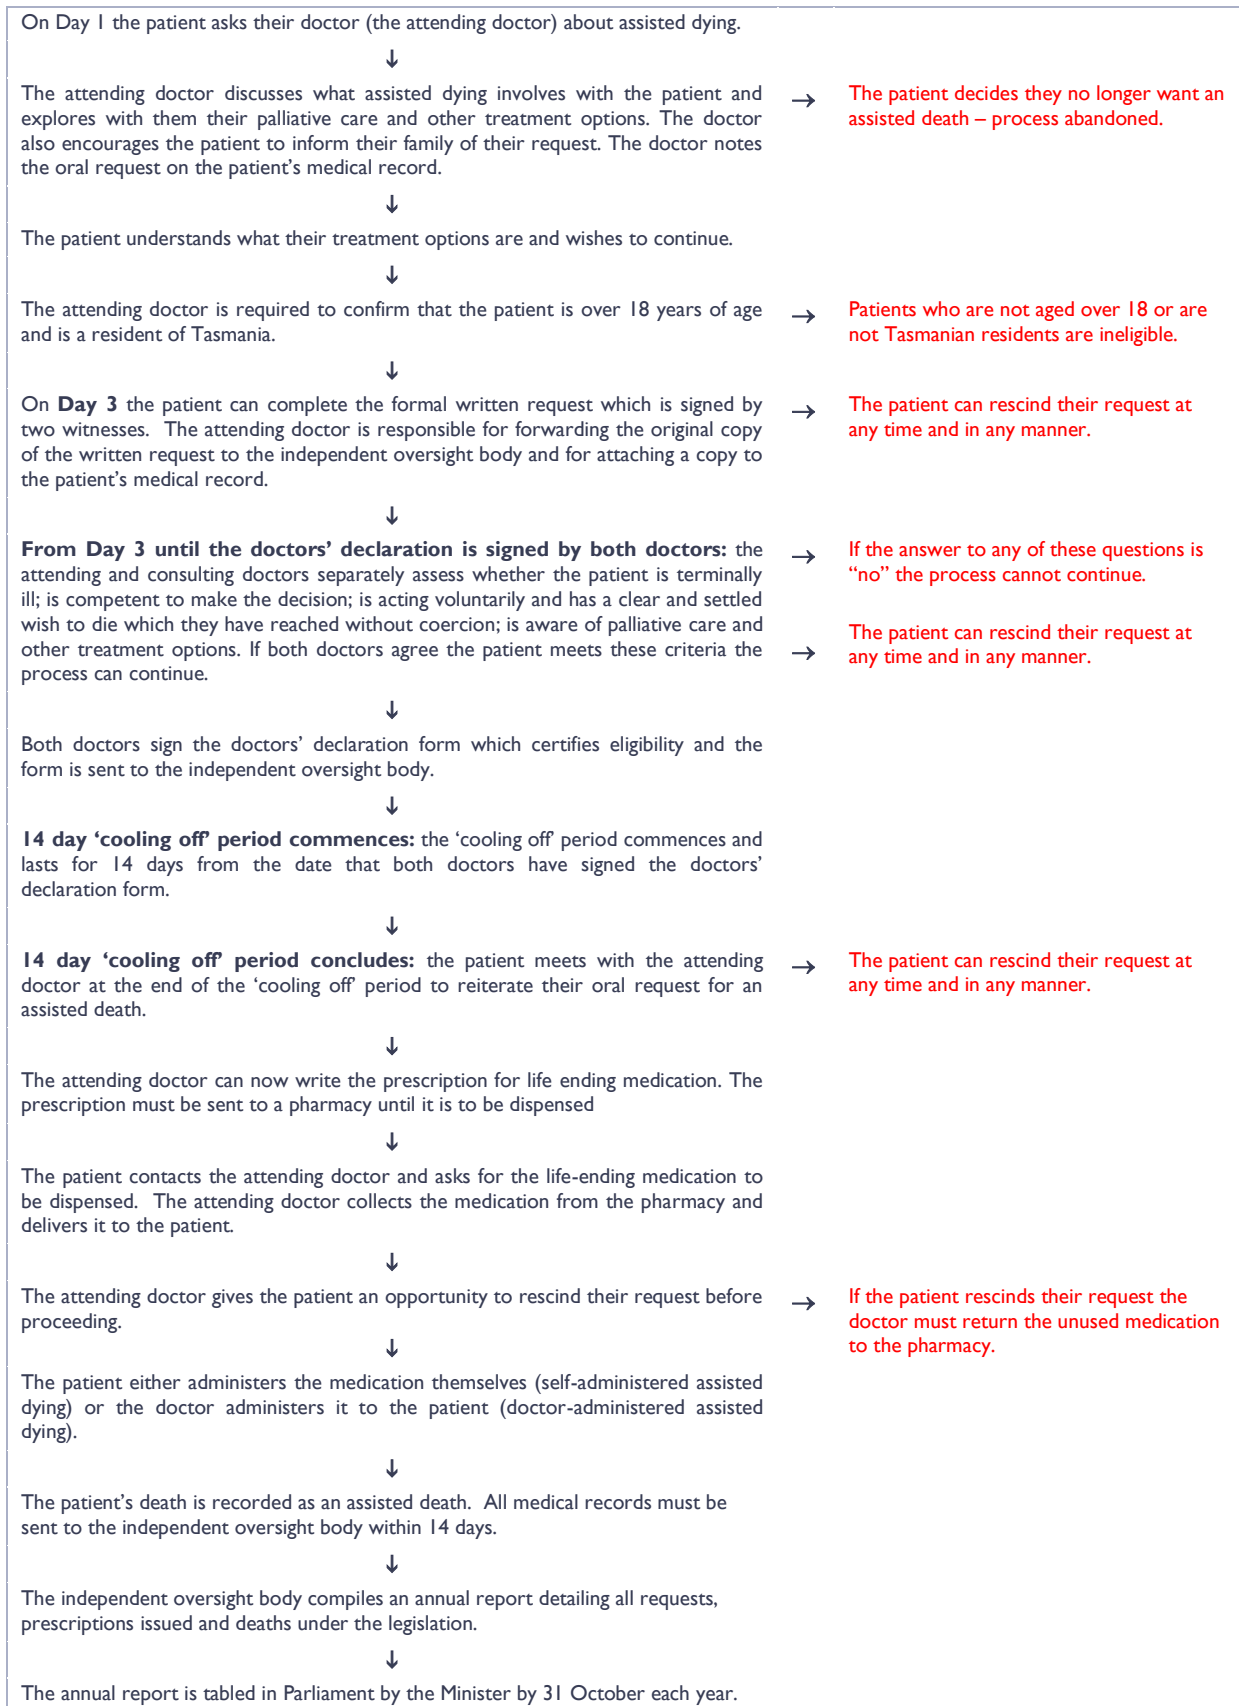 On Day 1 the patient asks their doctor (the attending doctor) about assisted dying.
↓
The attending doctor discusses what assisted dying involves with the patient and
explores with them their palliative care and other treatment options. The doctor
also encourages the patient to inform their family of their request. The doctor notes
the oral request on the patient's medical record.
→
The patient decides they no longer want an
assisted death – process abandoned.
↓
The patient understands what their treatment options are and wishes to continue.
↓
The attending doctor is required to confirm that the patient is over 18 years of age
and is a resident of Tasmania.
→
Patients who are not aged over 18 or are
not Tasmanian residents are ineligible.
↓
On Day 3 the patient can complete the formal written request which is signed by
two witnesses. The attending doctor is responsible for forwarding the original copy
of the written request to the independent oversight body and for attaching a copy to
the patient's medical record.
→
The patient can rescind their request at
any time and in any manner.
↓
From Day 3 until the doctors' declaration is signed by both doctors: the
attending and consulting doctors separately assess whether the patient is terminally
ill; is competent to make the decision; is acting voluntarily and has a clear and settled
wish to die which they have reached without coercion; is aware of palliative care and
other treatment options. If both doctors agree the patient meets these criteria the
process can continue.
→
If the answer to any of these questions is
"no" the process cannot continue.
→
The patient can rescind their request at
any time and in any manner.
↓
Both doctors sign the doctors' declaration form which certifies eligibility and the
form is sent to the independent oversight body.
↓
14 day 'cooling off' period commences: the 'cooling off' period commences and
lasts for 14 days from the date that both doctors have signed the doctors'
declaration form.
↓
14 day 'cooling off' period concludes: the patient meets with the attending
doctor at the end of the 'cooling off' period to reiterate their oral request for an
assisted death.
→
The patient can rescind their request at
any time and in any manner.
↓
The attending doctor can now write the prescription for life ending medication. The
prescription must be sent to a pharmacy until it is to be dispensed
↓
The patient contacts the attending doctor and asks for the life-ending medication to
be dispensed. The attending doctor collects the medication from the pharmacy and
delivers it to the patient.
↓
The attending doctor gives the patient an opportunity to rescind their request before
proceeding.
→
If the patient rescinds their request the
doctor must return the unused medication
to the pharmacy.
↓
The patient either administers the medication themselves (self-administered assisted
dying) or the doctor administers it to the patient (doctor-administered assisted
dying).
↓
The patient's death is recorded as an assisted death. All medical records must be
sent to the independent oversight body within 14 days.
↓
The independent oversight body compiles an annual report detailing all requests,
prescriptions issued and deaths under the legislation.
↓
The annual report is tabled in Parliament by the Minister by 31 October each year.